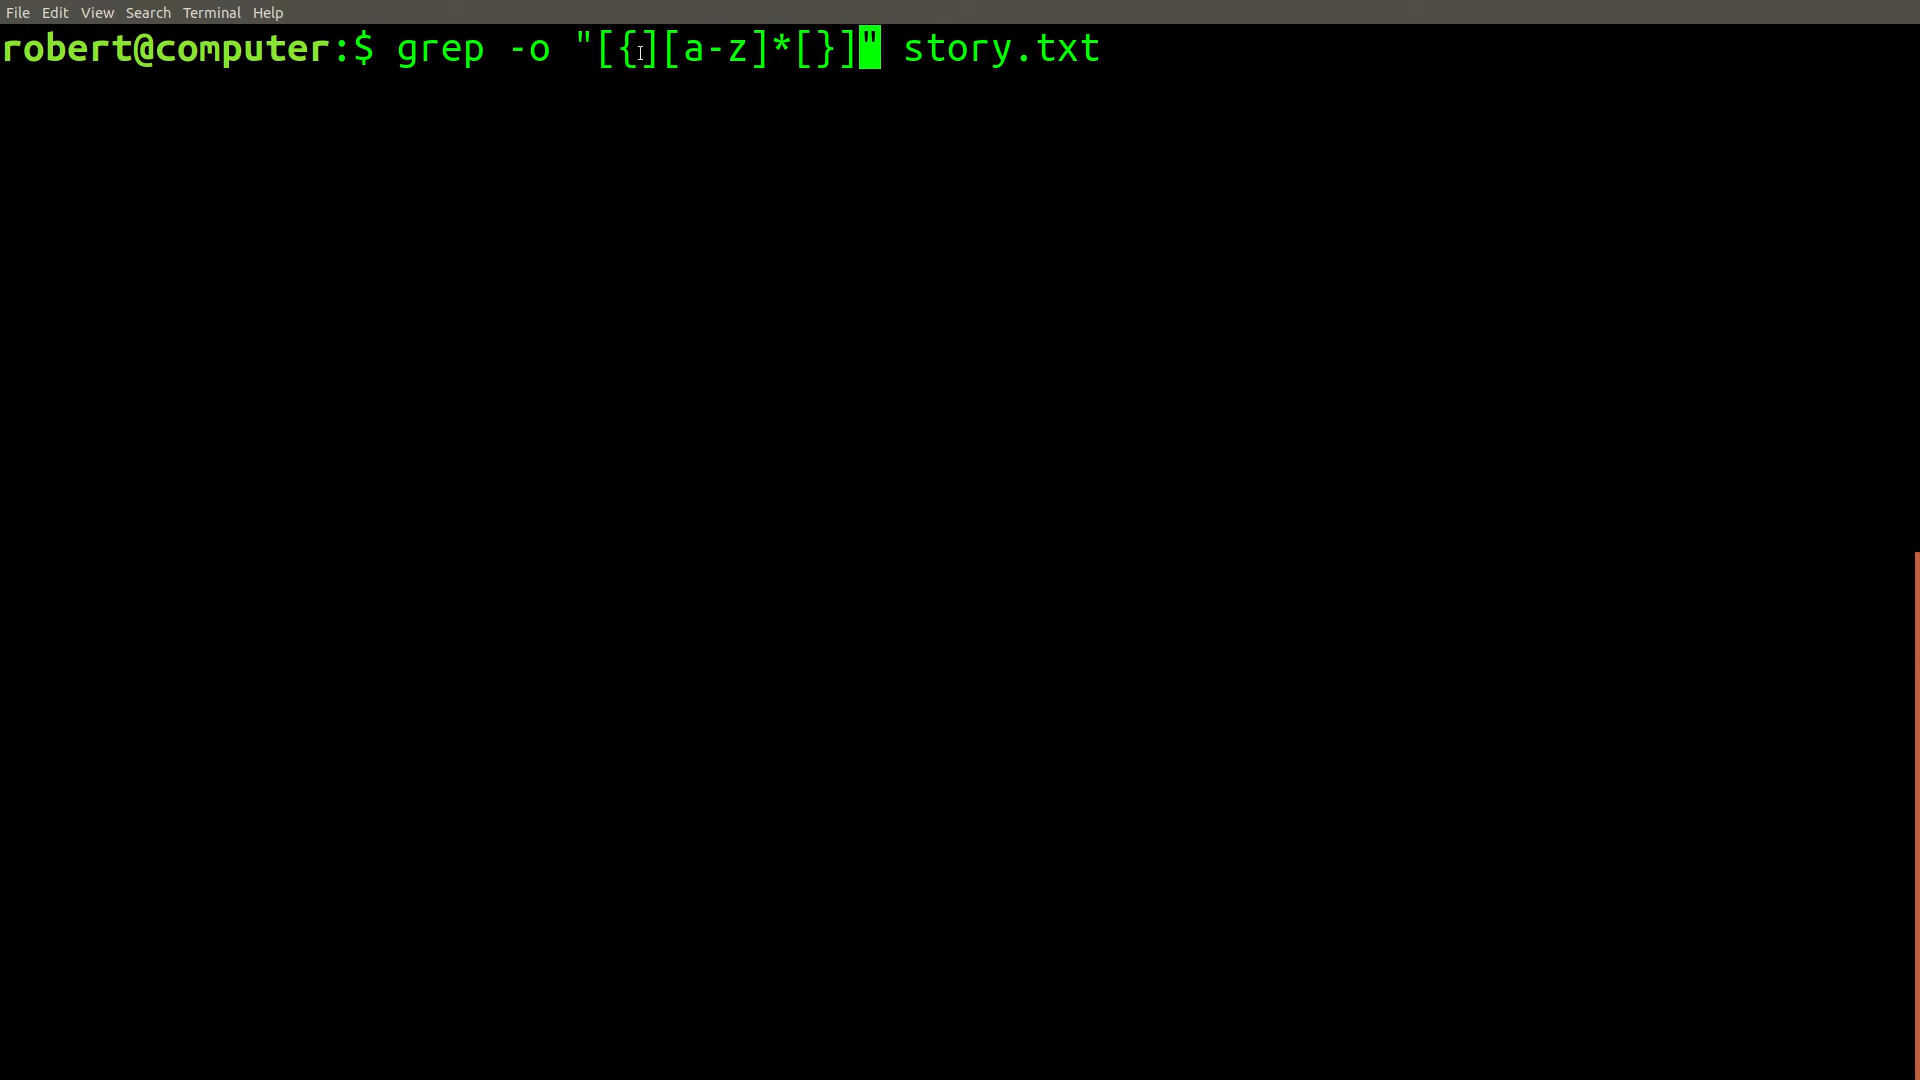 File Edit View Search Terminal Help
robert@computer:$ grep -o "[{][a-z]*[}]" story.txt